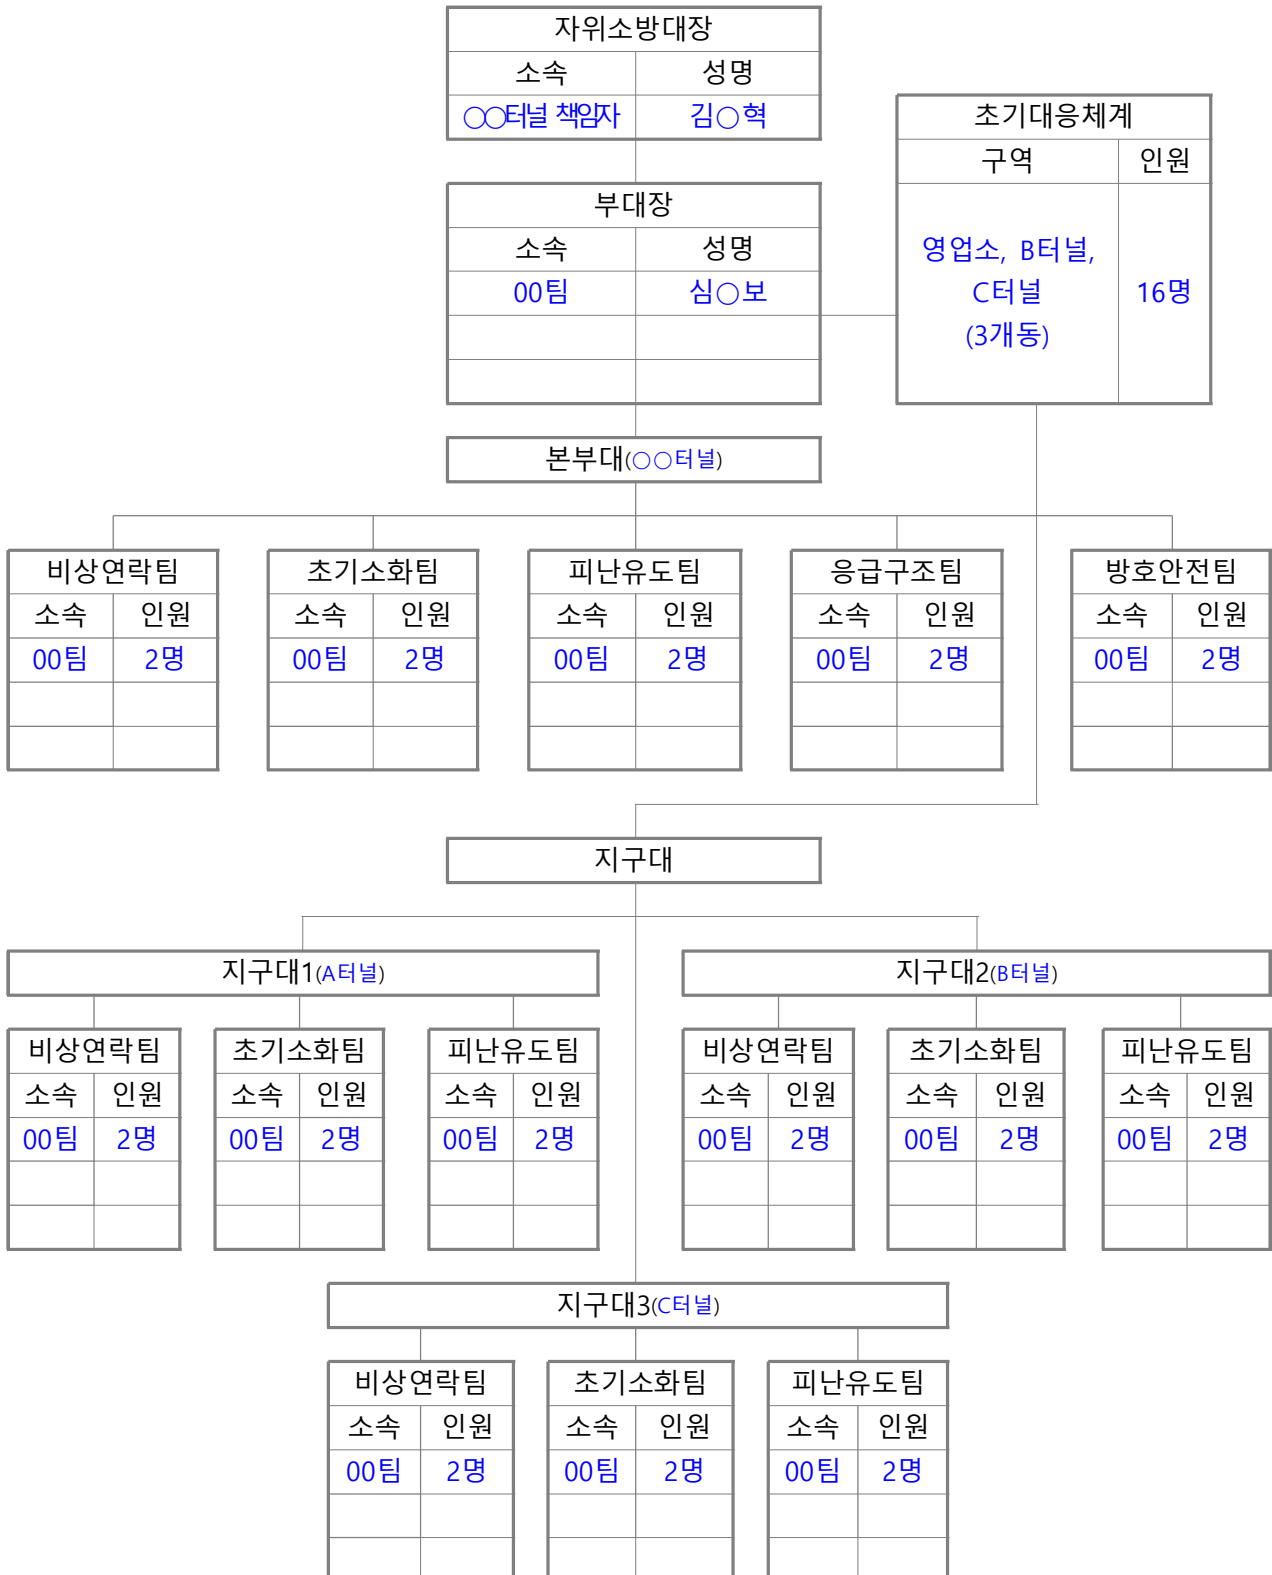 자위소방대장
소속 성명
○○터널 책임자 김○혁
초기대응체계
구역 인원
영업소, B터널,
C터널
(3개동)
16명
부대장
소속 성명
00팀 심○보
본부대(○○터널)
비상연락팀 초기소화팀 피난유도팀 응급구조팀 방호안전팀
소속 인원 소속 인원 소속 인원 소속 인원 소속 인원
00팀 2명 00팀 2명 00팀 2명 00팀 2명 00팀 2명
지구대
지구대1(A터널) 지구대2(B터널)
비상연락팀 초기소화팀 피난유도팀 비상연락팀 초기소화팀 피난유도팀
소속 인원 소속 인원 소속 인원 소속 인원 소속 인원 소속 인원
00팀 2명 00팀 2명 00팀 2명 00팀 2명 00팀 2명 00팀 2명
지구대3(C터널)
비상연락팀 초기소화팀 피난유도팀
소속 인원 소속 인원 소속 인원
00팀 2명 00팀 2명 00팀 2명